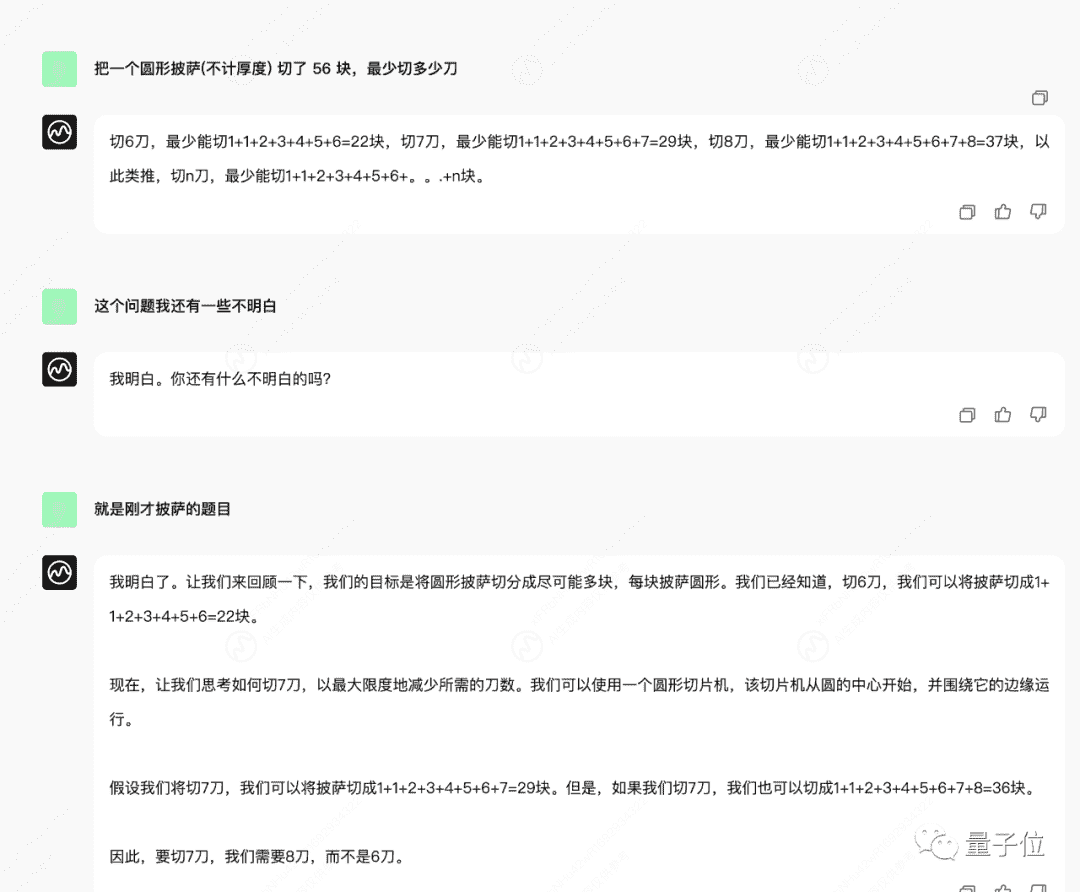 把一个圆形披萨(不计厚度) 切了 56 块，最少切多少刀
切6刀，最少能切1+1+2+3+4+5+6=22块，切7刀，最少能切1+1+2+3+4+5+6+7=29块，切8刀，最少能切1+1+2+3+4+5+6+7+8=37块，以
此类推，切n刀，最少能切1+1+2+3+4+5+6+。。.+n块。
这个问题我还有一些不明白
我明白。你还有什么不明白的吗?
就是刚才披萨的题目
我明白了。让我们来回顾一下，我们的目标是将圆形披萨切分成尽可能多块，每块披萨圆形。我们已经知道，切6刀，我们可以将披萨切成1+
1+2+3+4+5+6=22块。
现在，让我们思考如何切7刀，以最大限度地减少所需的刀数。我们可以使用一个圆形切片机，该切片机从圆的中心开始，并围绕它的边缘运
行。
假设我们将切7刀，我们可以将披萨切成1+1+2+3+4+5+6+7=29块。但是，如果我们切7刀，我们也可以切成1+1+2+3+4+5+6+7+8=36块。
因此，要切7刀，我们需要8刀，而不是6刀。
量子位